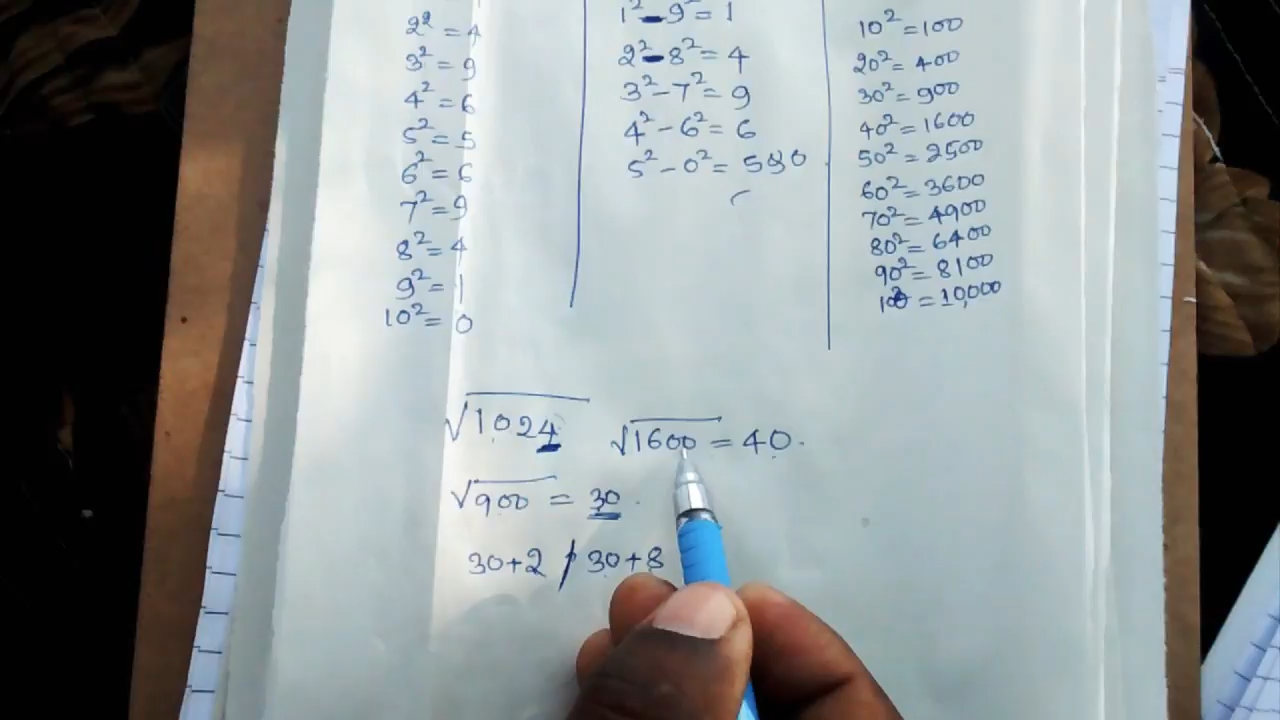 2² = 4
3² = 9
4² = 6
5² = 5
6² = 6
7² = 9
8² = 4
9² = 1
10² = 0
1² - 9² = 1
2² - 8² = 4
3² - 7² = 9
4² - 6² = 6
5² - 0² = 5
10² = 100
20² = 400
30² = 900
40² = 1600
50² = 2500
60² = 3600
70² = 4900
80² = 6400
90² = 8100
= 10,000
√1024 √1600 = 40.
√900 = 30.
30+2 / 30+8